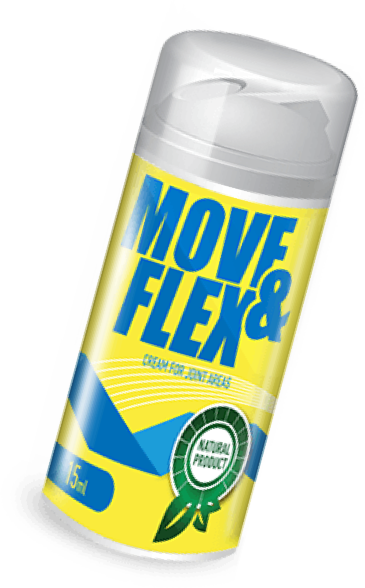 MOVE
& FLEX
CREAM FOR JOINT AREAS
NATURAL
PRODUCT
15ml